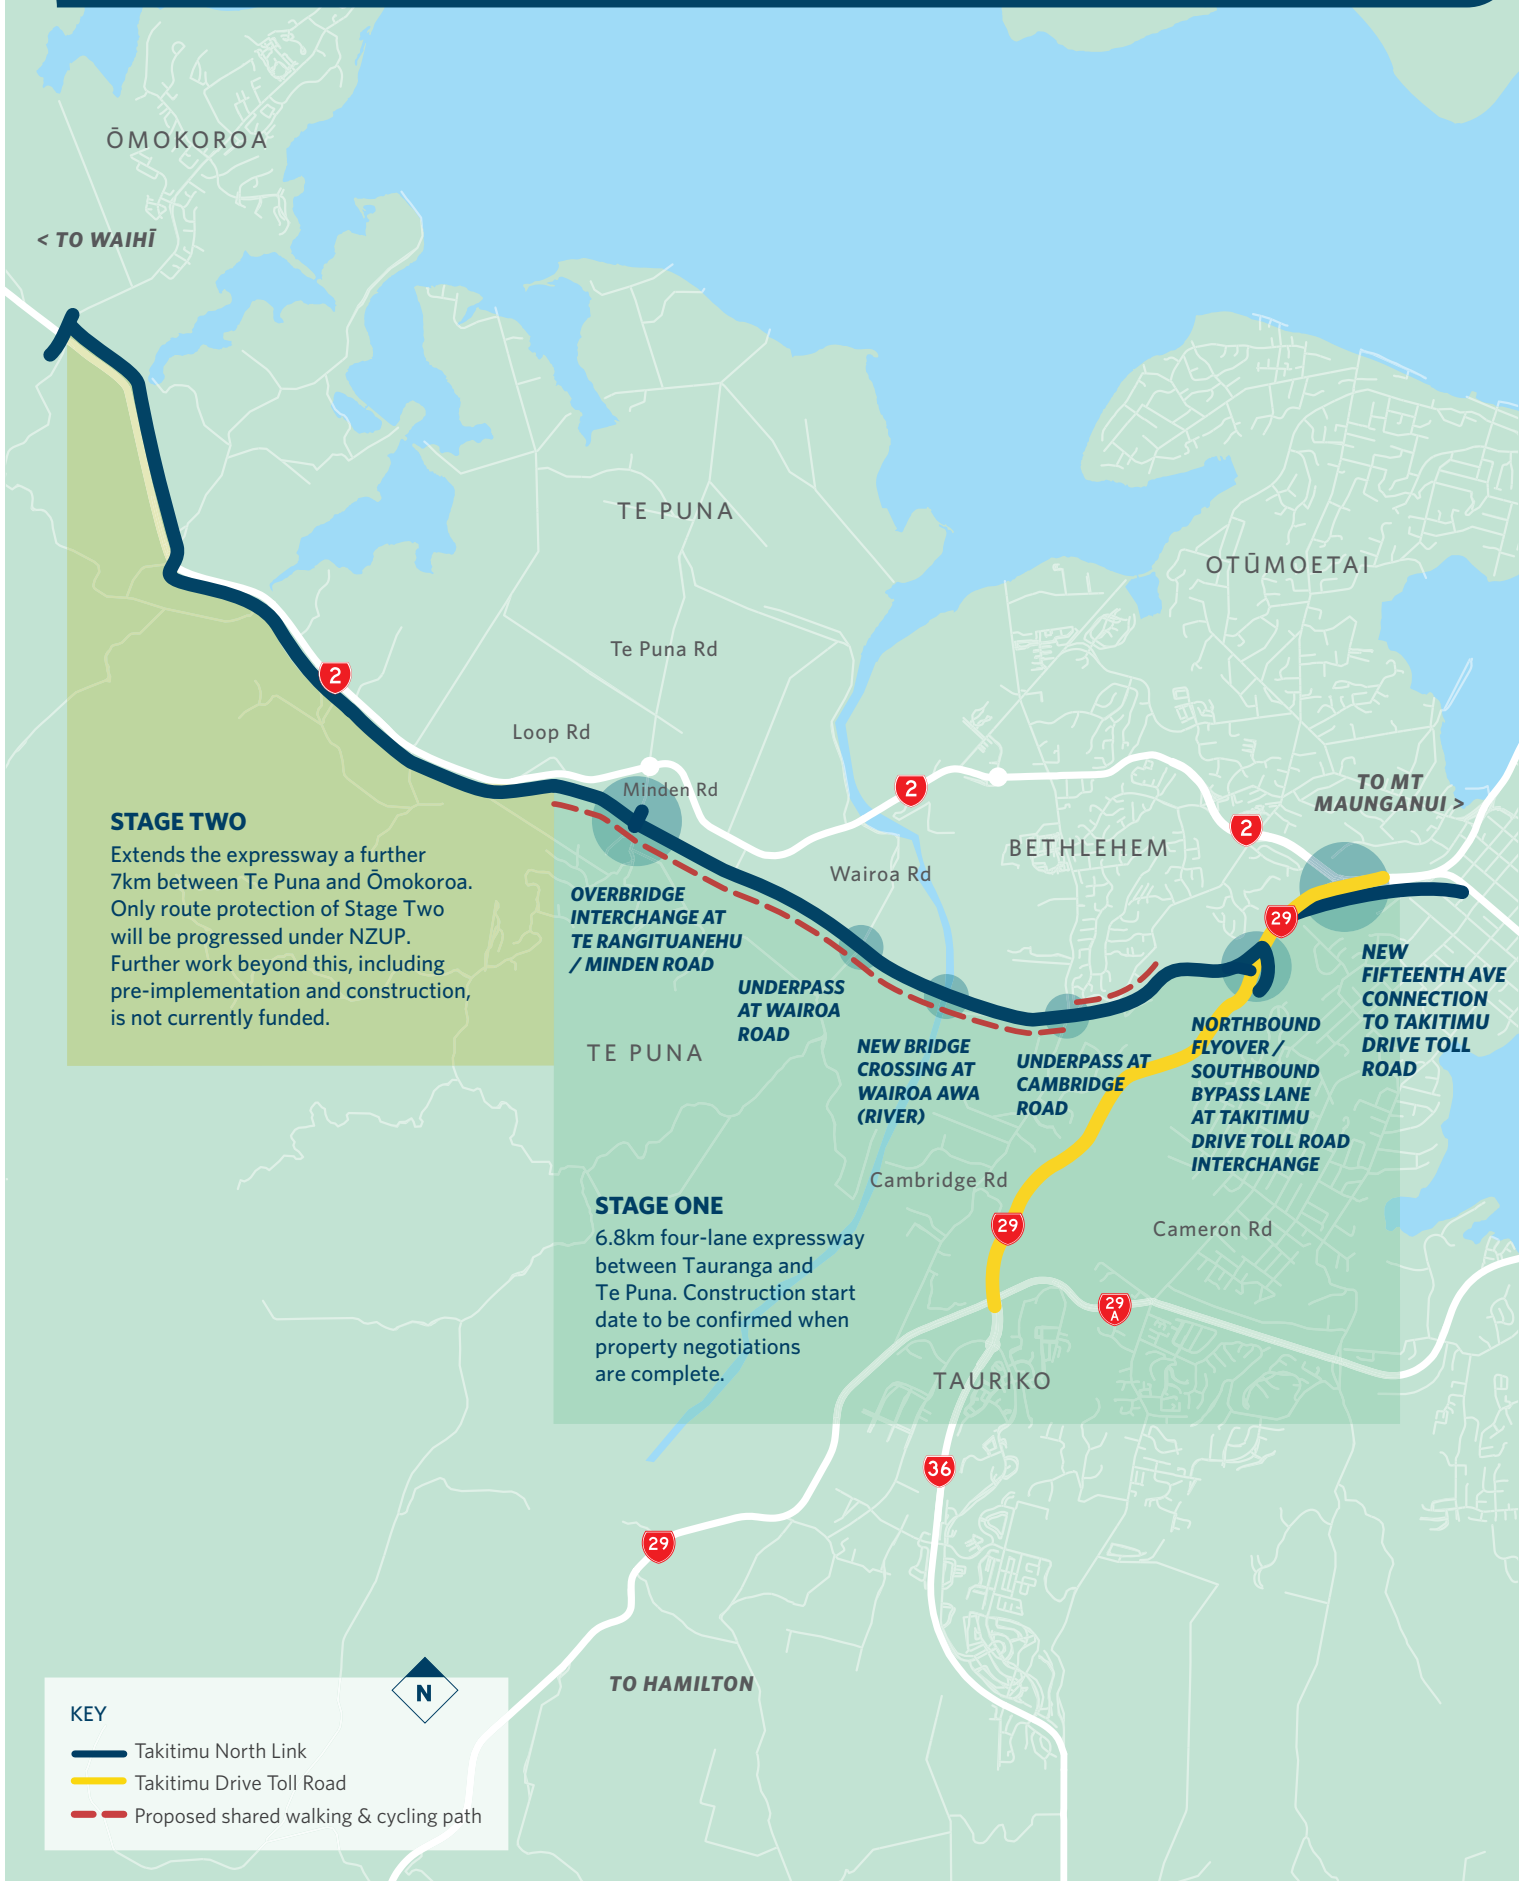 ŌMOKOROA
< TO WAIHĪ
TE PUNA
OTŪMOETAI
Te Puna Rd
2
Loop Rd
Minden Rd
2
TO MT
MAUNGANUI >
2
BETHLEHEM
Wairoa Rd
29
STAGE TWO
Extends the expressway a further
7km between Te Puna and Ōmokoroa.
Only route protection of Stage Two
will be progressed under NZUP.
Further work beyond this, including
pre-implementation and construction,
is not currently funded.
OVERBRIDGE
INTERCHANGE AT
TE RANGITUANEHU
/ MINDEN ROAD
UNDERPASS
AT WAIROA
ROAD
NEW BRIDGE
CROSSING AT
WAIROA AWA
(RIVER)
UNDERPASS AT
CAMBRIDGE
ROAD
NORTHBOUND
FLYOVER /
SOUTHBOUND
BYPASS LANE
AT TAKITIMU
DRIVE TOLL ROAD
INTERCHANGE
NEW
FIFTEENTH AVE
CONNECTION
TO TAKITIMU
DRIVE TOLL
ROAD
TE PUNA
Cambridge Rd
29
Cameron Rd
STAGE ONE
6.8km four-lane expressway
between Tauranga and
Te Puna. Construction start
date to be confirmed when
property negotiations
are complete.
29
A
TAURIKO
36
29
TO HAMILTON
N
KEY
Takitimu North Link
Takitimu Drive Toll Road
Proposed shared walking & cycling path